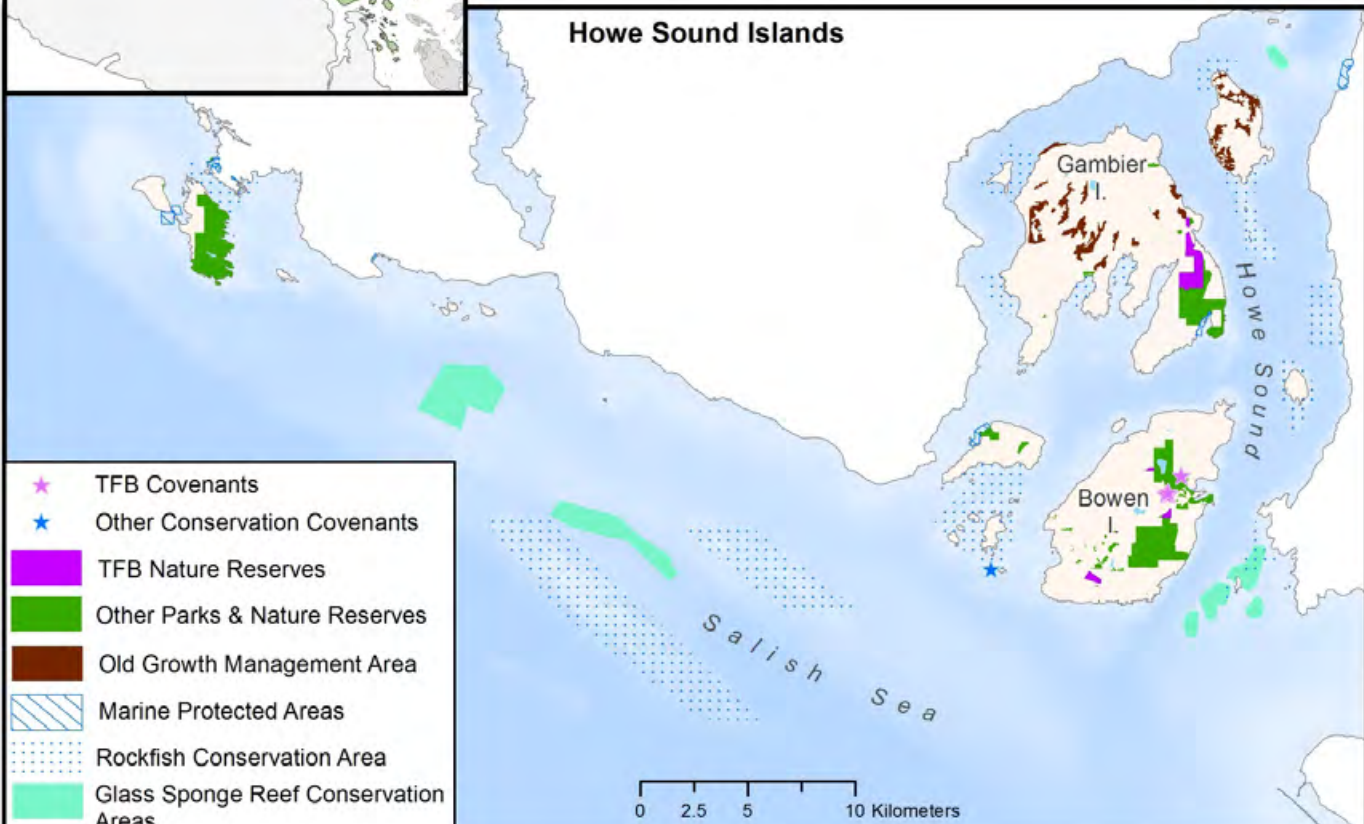 Howe Sound Islands
Gambier
I.
Howe Sound
Bowen
I.
Salish Sea
TFB Covenants
Other Conservation Covenants
TFB Nature Reserves
Other Parks & Nature Reserves
Old Growth Management Area
Marine Protected Areas
Rockfish Conservation Area
Glass Sponge Reef Conservation
Areas
0 2.5 5 10 Kilometers